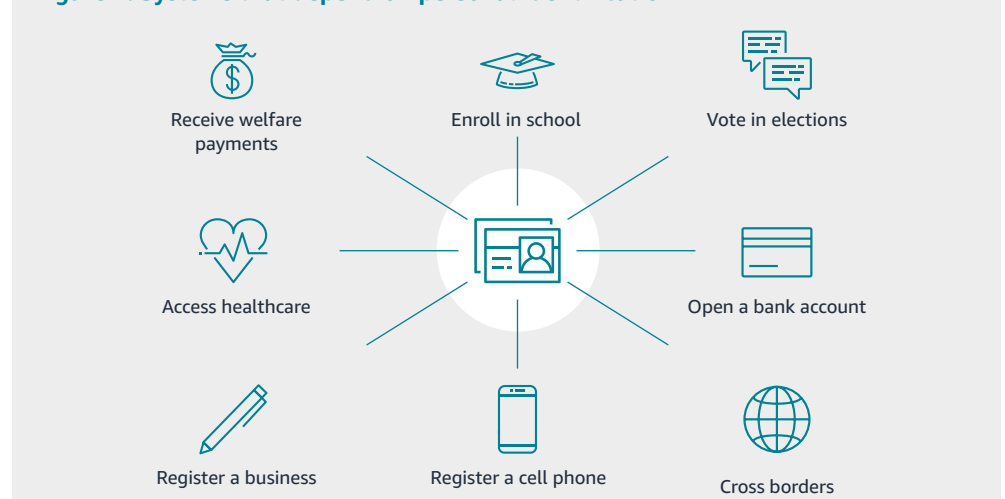 Receive welfare
payments
Enroll in school
Vote in elections
Access healthcare
Open a bank account
Register a business
Register a cell phone
Cross borders